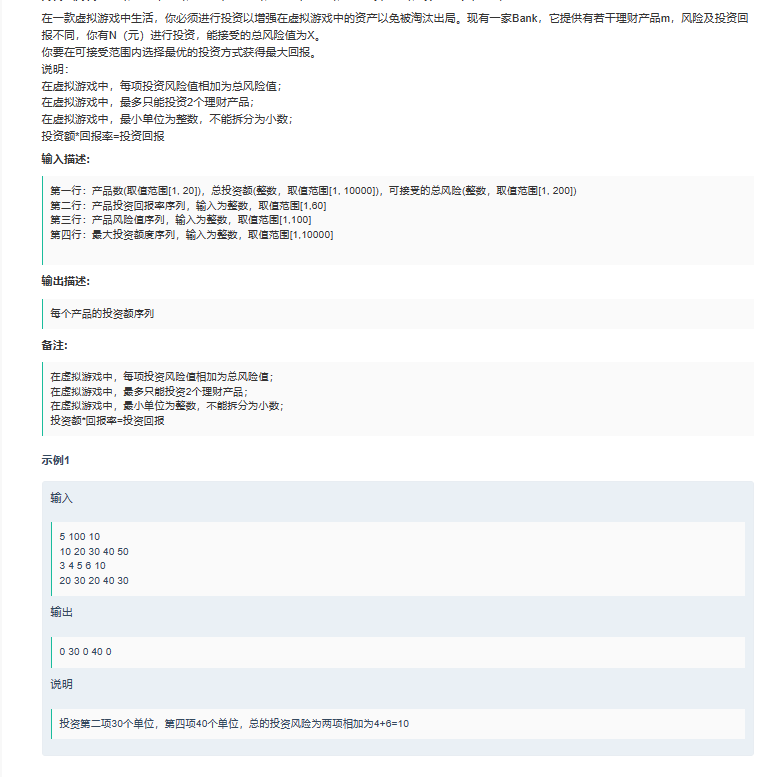 在一款虚拟游戏中生活，你必须进行投资以增强在虚拟游戏中的资产以免被淘汰出局。现有一家Bank，它提供有若干理财产品m，风险及投资回
报不同，你有N（元）进行投资，能接受的总风险值为X。
你要在可接受范围内选择最优的投资方式获得最大回报。
说明：
在虚拟游戏中，每项投资风险值相加为总风险值；
在虚拟游戏中，最多只能投资2个理财产品；
在虚拟游戏中，最小单位为整数，不能拆分为小数；
投资额*回报率=投资回报
输入描述:
第一行：产品数(取值范围[1, 20])，总投资额(整数，取值范围[1, 10000])，可接受的总风险(整数，取值范围[1, 200])
第二行：产品投资回报率序列，输入为整数，取值范围[1,60]
第三行：产品风险值序列，输入为整数，取值范围[1,100]
第四行：最大投资额度序列，输入为整数，取值范围[1,10000]
输出描述:
每个产品的投资额序列
备注:
在虚拟游戏中，每项投资风险值相加为总风险值；
在虚拟游戏中，最多只能投资2个理财产品；
在虚拟游戏中，最小单位为整数，不能拆分为小数；
投资额*回报率=投资回报
示例1
输入
5 100 10
10 20 30 40 50
3 4 5 6 10
20 30 20 40 30
输出
0 30 0 40 0
说明
投资第二项30个单位，第四项40个单位，总的投资风险为两项相加为4+6=10